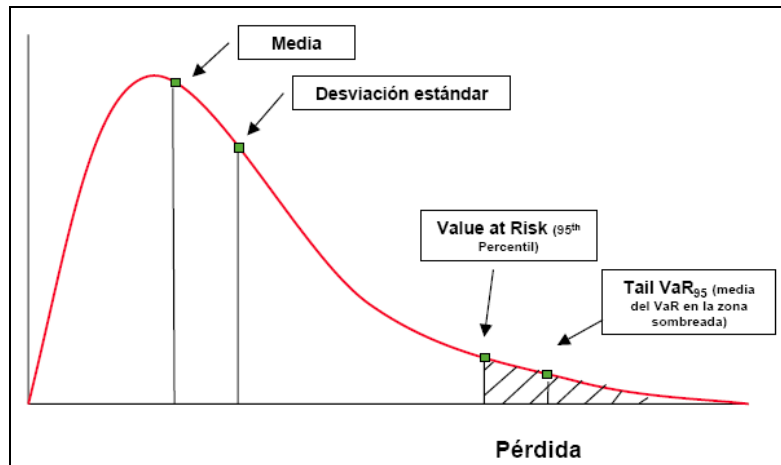 Media
Desviación estándar
Value at Risk (95th
Percentil)
Tail VaR95 (media
del VaR en la zona
sombreada)
Pérdida